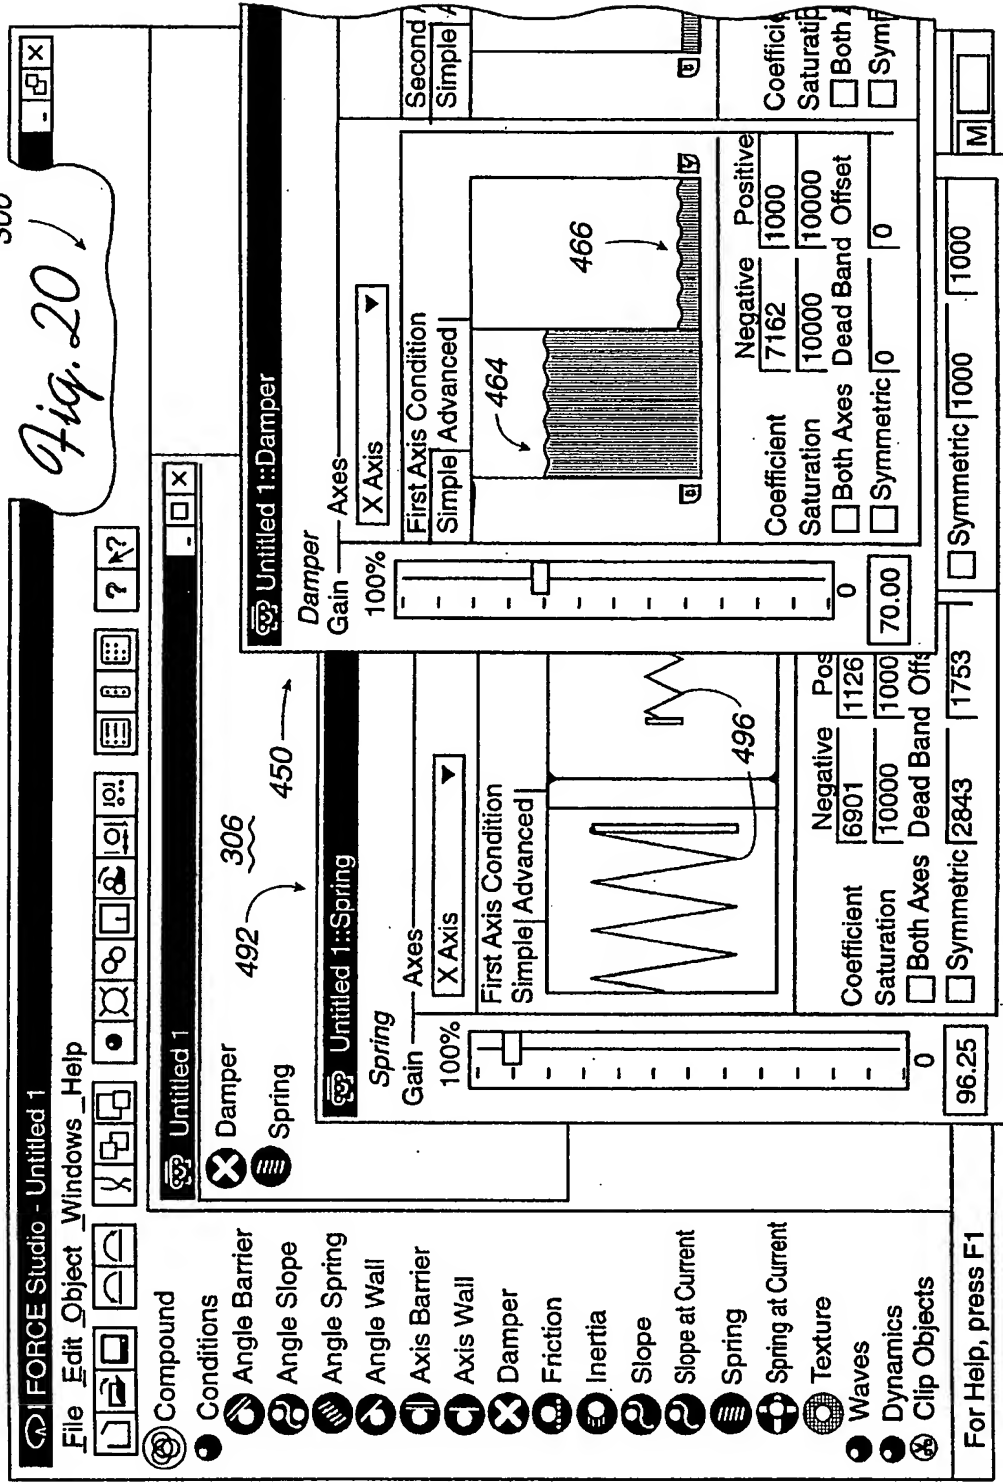 Fig. 20
I FORCE Studio - Untitled 1
File Edit Object Windows Help
Compound
Conditions
Angle Barrier
Angle Slope
Angle Spring
Angle Wall
Axis Barrier
Axis Wall
Damper
Friction
Inertia
Slope
Slope at Current
Spring
Spring at Current
Texture
Waves
Dynamics
Clip Objects
For Help, press F1
Untitled 1
Damper
Spring
306
492
450
Untitled 1::Spring
Spring
Gain
100%
0
96.25
Axes
X Axis
First Axis Condition
Simple Advanced
496
Negative Pos
Coefficient 6901 1126
Saturation 10000 1000
Both Axes Dead Band Offs
Symmetric 2843 1753
Symmetric 1000 1000
Untitled 1::Damper
Damper
Gain
100%
0
70.00
Axes
X Axis
First Axis Condition
Simple Advanced
464
466
Negative Positive
Coefficient 7162 1000
Saturation 10000 10000
Both Axes Dead Band Offset
Symmetric 0 0
Second
Simple
Coefficie
Saturati
Both
Sym
M